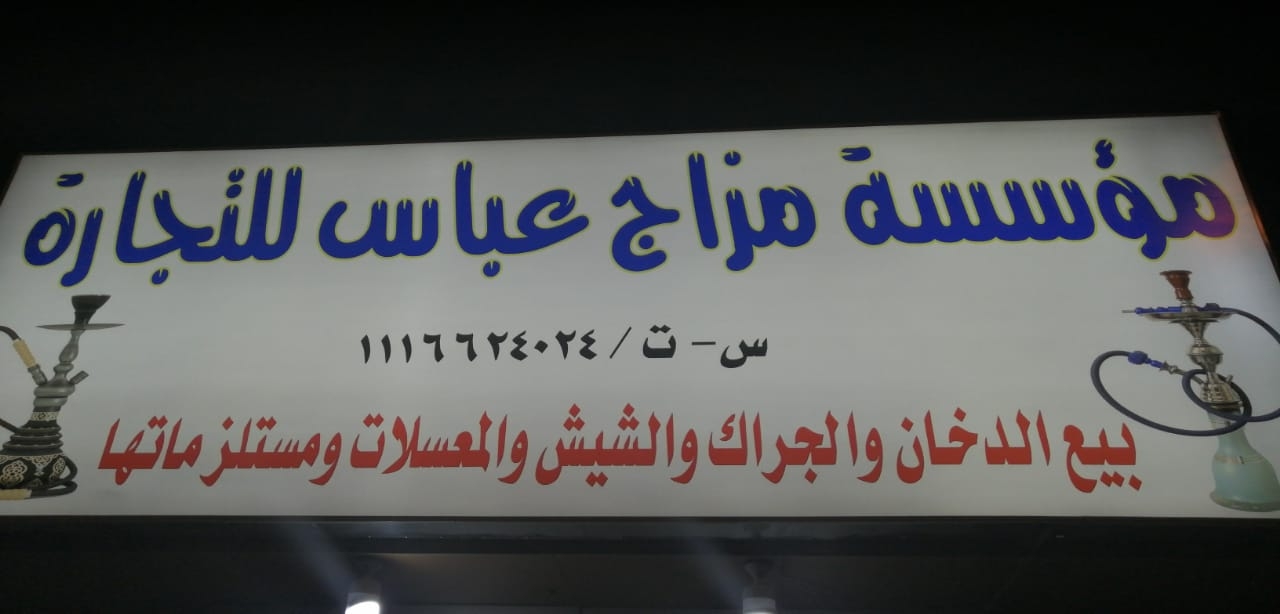 مؤسسة مزاج عباس للتجارة
س- ت / ١١١٦٦٢٤٠٢٤
بيع الدخان والجراك والشيش والمعسلات ومستلزماتها